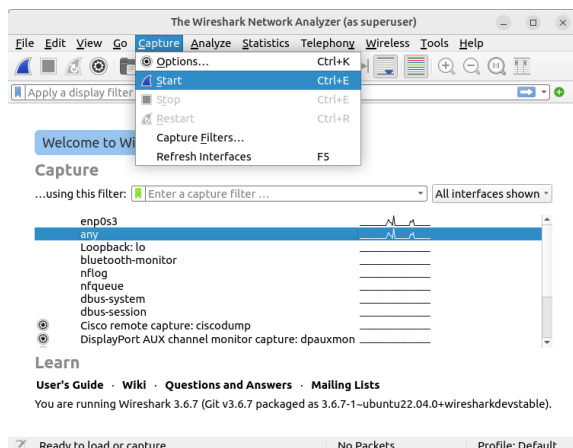 The Wireshark Network Analyzer (as superuser)
File Edit View Go Capture Analyze Statistics Telephony Wireless Tools Help
Options... Ctrl+K
Start Ctrl+E
Stop Ctrl+E
Restart Ctrl+R
Capture Filters...
Refresh Interfaces F5
Apply a display filter
Welcome to Wi
Capture
...using this filter: Enter a capture filter ... All interfaces shown
enp0s3
any
Loopback: lo
bluetooth-monitor
nflog
nfqueue
dbus-system
dbus-session
Cisco remote capture: ciscodump
DisplayPort AUX channel monitor capture: dpauxmon
Learn
User's Guide · Wiki · Questions and Answers · Mailing Lists
You are running Wireshark 3.6.7 (Git v3.6.7 packaged as 3.6.7-1~ubuntu22.04.0+wiresharkdevstable).
Ready to load or capture No Packets Profile: Default